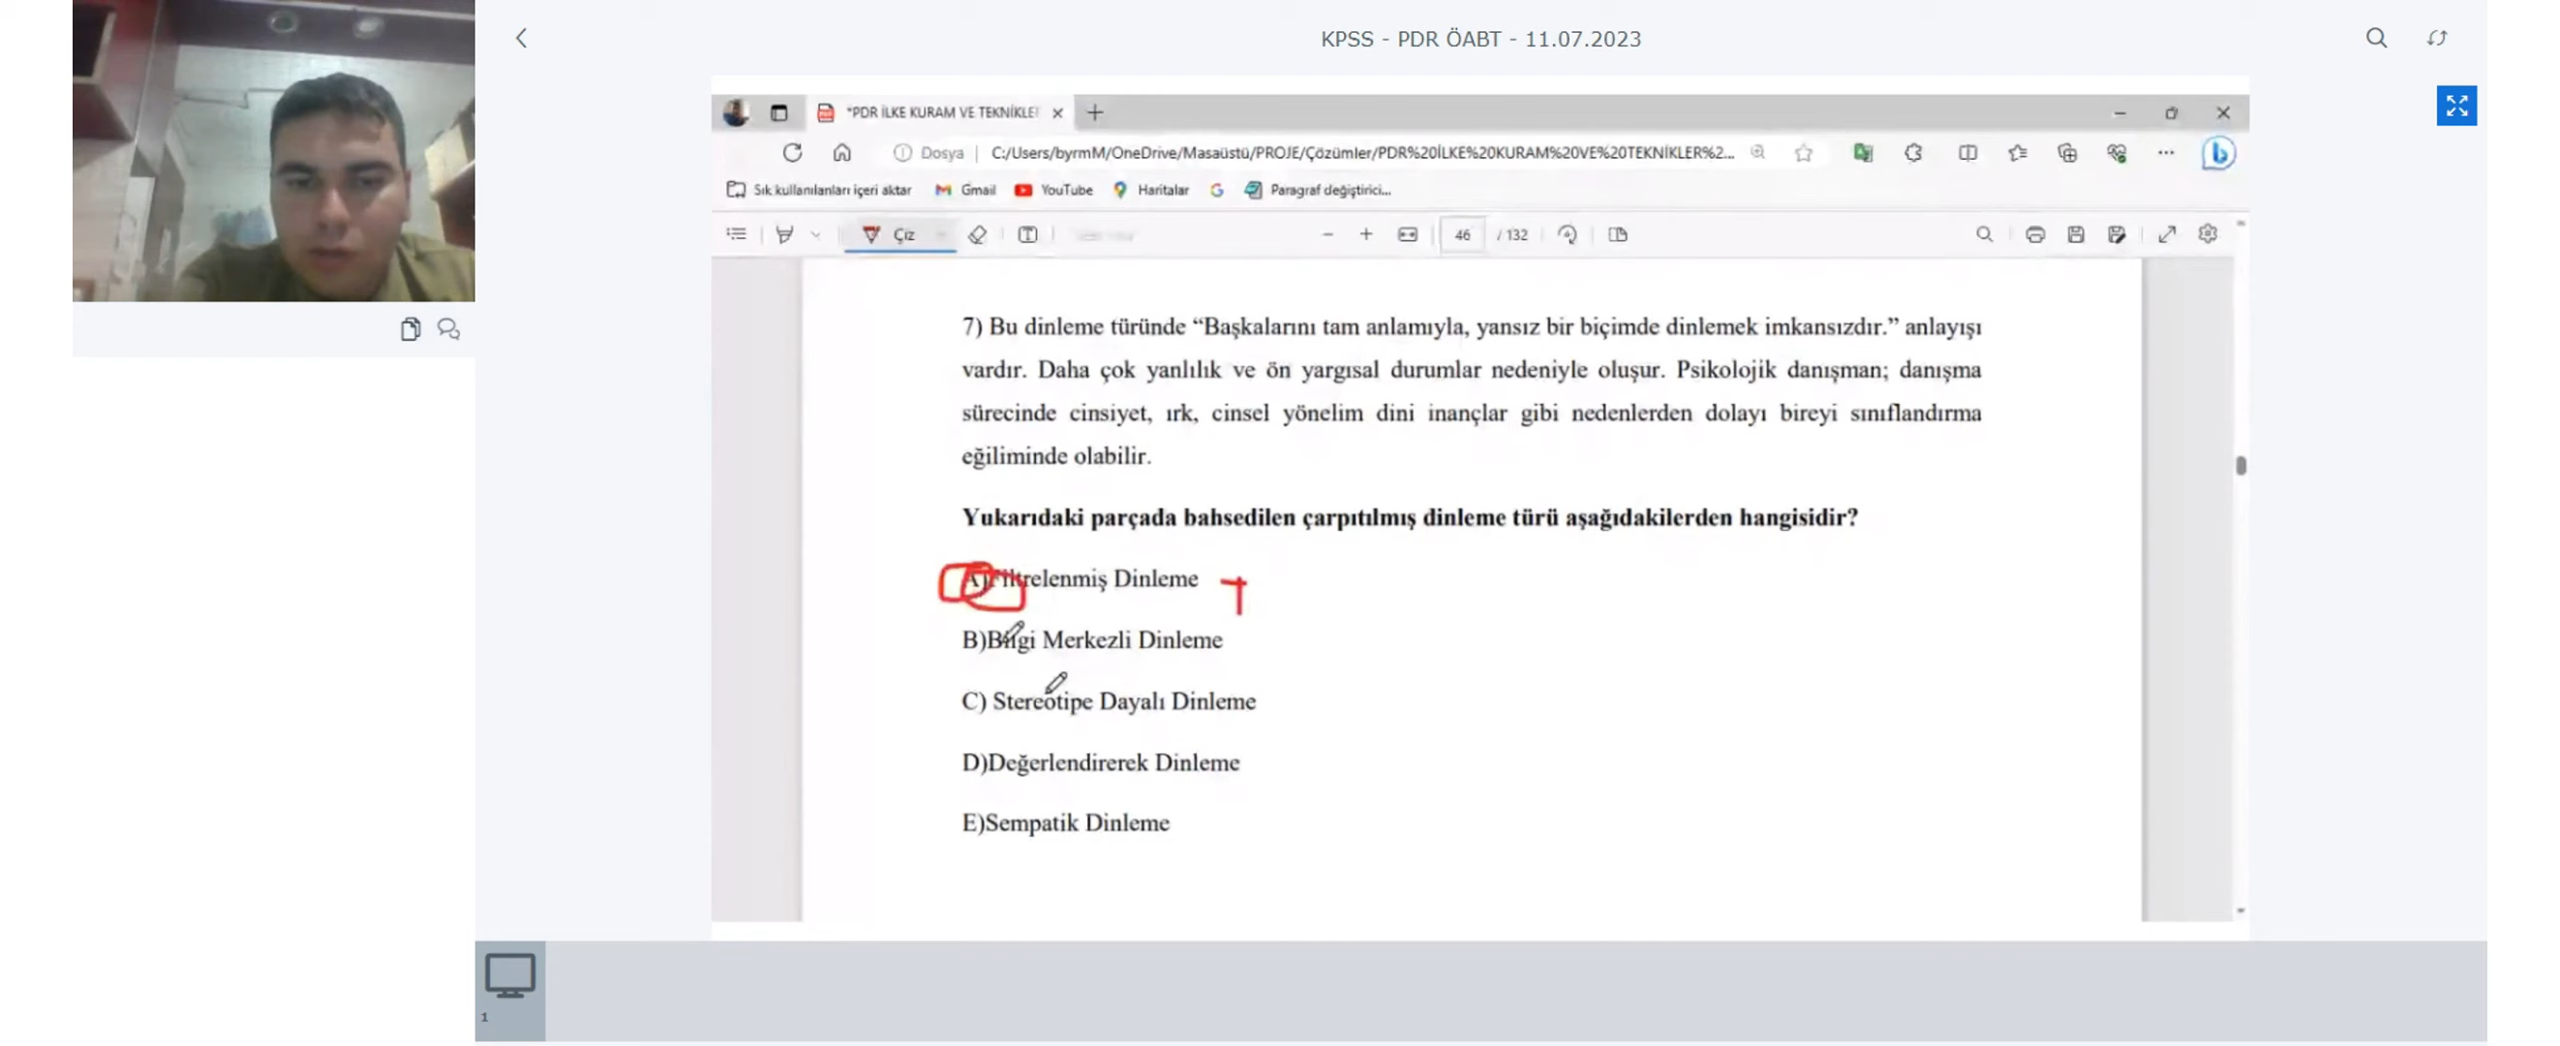 KPSS - PDR ÖABT - 11.07.2023
*PDR İLKE KURAM VE TEKNİKLE
Dosya | C:/Users/byrmM/OneDrive/Masaüstü/PROJE/Çözümler/PDR%20İLKE%20KURAM%20VE%20TEKNİKLER%2...
Sık kullanılanları içeri aktar Gmail YouTube Haritalar Paragraf değiştirici...
Çiz 46 / 132
7) Bu dinleme türünde “Başkalarını tam anlamıyla, yansız bir biçimde dinlemek imkansızdır.” anlayışı
vardır. Daha çok yanlılık ve ön yargısal durumlar nedeniyle oluşur. Psikolojik danışman; danışma
sürecinde cinsiyet, ırk, cinsel yönelim dini inançlar gibi nedenlerden dolayı bireyi sınıflandırma
eğiliminde olabilir.
Yukarıdaki parçada bahsedilen çarpıtılmış dinleme türü aşağıdakilerden hangisidir?
A)Filtrelenmiş Dinleme
B)Bilgi Merkezli Dinleme
C) Stereotipe Dayalı Dinleme
D)Değerlendirerek Dinleme
E)Sempatik Dinleme
1